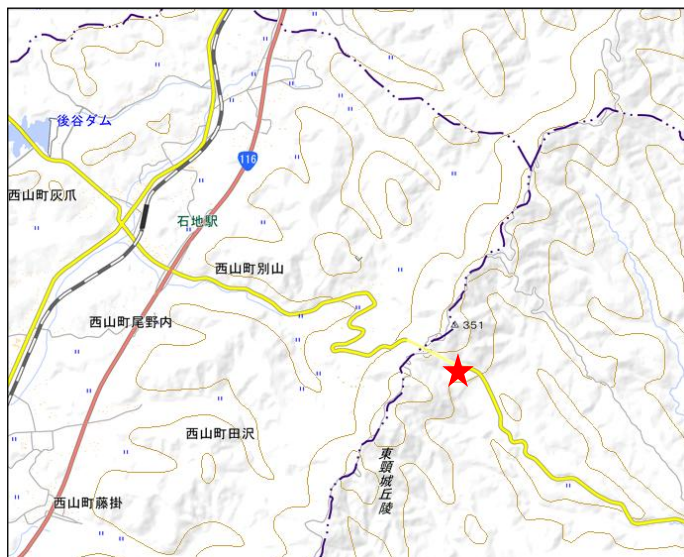 後谷ダム
116
西山町灰爪
石地駅
西山町別山
西山町尾野内
351
西山町田沢
東頸城丘陵
西山町藤掛